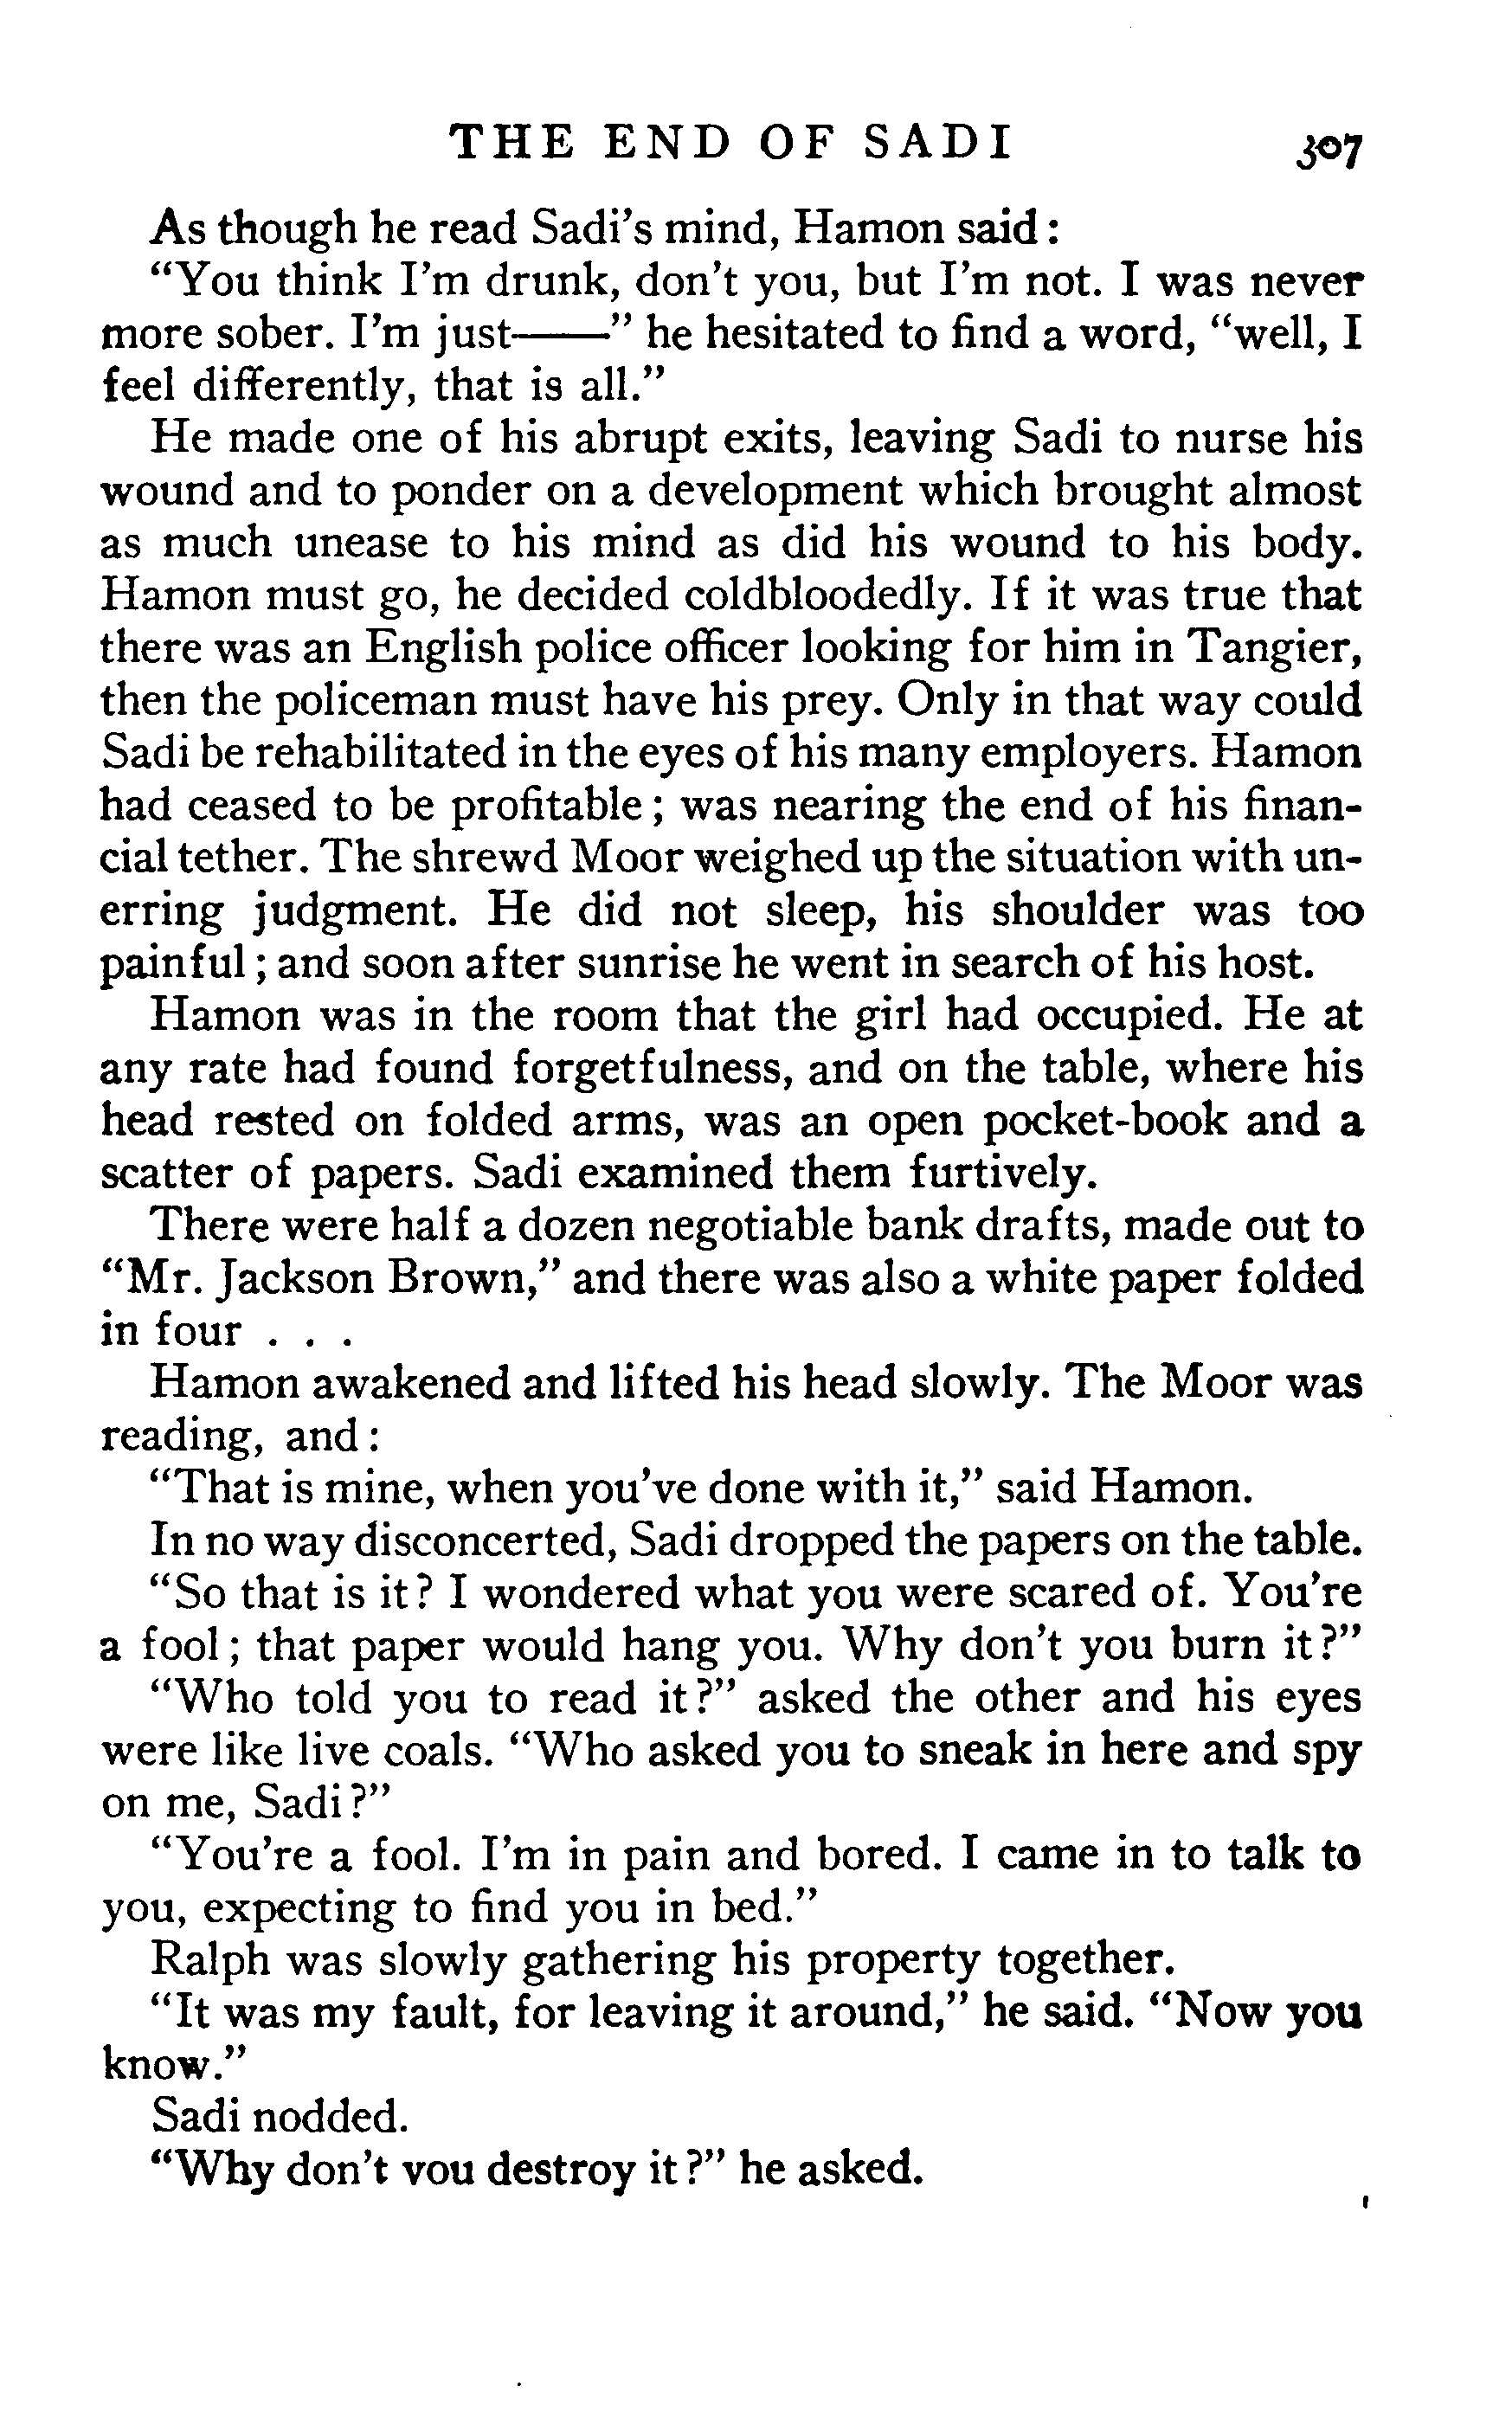 THE END OF SADI 307
As though he read Sadi's mind, Hamon said:
"You think I'm drunk, don't you, but I'm not. I was never
more sober. I'm just——" he hesitated to find a word, "well, I
feel differently, that is all."
He made one of his abrupt exits, leaving Sadi to nurse his
wound and to ponder on a development which brought almost
as much unease to his mind as did his wound to his body.
Hamon must go, he decided coldbloodedly. If it was true that
there was an English police officer looking for him in Tangier,
then the policeman must have his prey. Only in that way could
Sadi be rehabilitated in the eyes of his many employers. Hamon
had ceased to be profitable; was nearing the end of his finan-
cial tether. The shrewd Moor weighed up the situation with un-
erring judgment. He did not sleep, his shoulder was too
painful; and soon after sunrise he went in search of his host.
Hamon was in the room that the girl had occupied. He at
any rate had found forgetfulness, and on the table, where his
head rested on folded arms, was an open pocket-book and a
scatter of papers. Sadi examined them furtively.
There were half a dozen negotiable bank drafts, made out to
"Mr. Jackson Brown," and there was also a white paper folded
in four . . .
Hamon awakened and lifted his head slowly. The Moor was
reading, and:
"That is mine, when you've done with it," said Hamon.
In no way disconcerted, Sadi dropped the papers on the table.
"So that is it? I wondered what you were scared of. You're
a fool; that paper would hang you. Why don't you burn it?"
"Who told you to read it?" asked the other and his eyes
were like live coals. "Who asked you to sneak in here and spy
on me, Sadi?"
"You're a fool. I'm in pain and bored. I came in to talk to
you, expecting to find you in bed."
Ralph was slowly gathering his property together.
"It was my fault, for leaving it around," he said. "Now you
know."
Sadi nodded.
"Why don't you destroy it?" he asked.